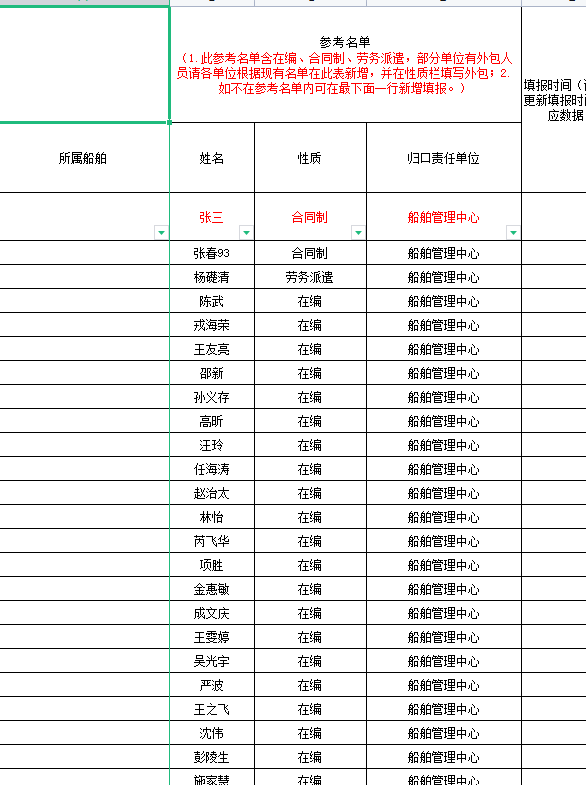 参考名单
（1.此参考名单含在编、合同制、劳务派遣，部分单位有外包人
员请各单位根据现有名单在此表新增，并在性质栏填写外包；2.
如不在参考名单内可在最下面一行新增填报。）
填报时间（
更新填报时
应数据
所属船舶 姓名 性质 归口责任单位
张三 合同制 船舶管理中心
张春93 合同制 船舶管理中心
杨礎清 劳务派遣 船舶管理中心
陈武 在编 船舶管理中心
戎海荣 在编 船舶管理中心
王友亮 在编 船舶管理中心
邵新 在编 船舶管理中心
孙义存 在编 船舶管理中心
高昕 在编 船舶管理中心
汪玲 在编 船舶管理中心
任海涛 在编 船舶管理中心
赵治太 在编 船舶管理中心
林怡 在编 船舶管理中心
芮飞华 在编 船舶管理中心
项胜 在编 船舶管理中心
金惠敏 在编 船舶管理中心
成文庆 在编 船舶管理中心
王雯婷 在编 船舶管理中心
吴光宇 在编 船舶管理中心
严波 在编 船舶管理中心
王之飞 在编 船舶管理中心
沈伟 在编 船舶管理中心
彭陵生 在编 船舶管理中心
施家慧 在编 船舶管理中心